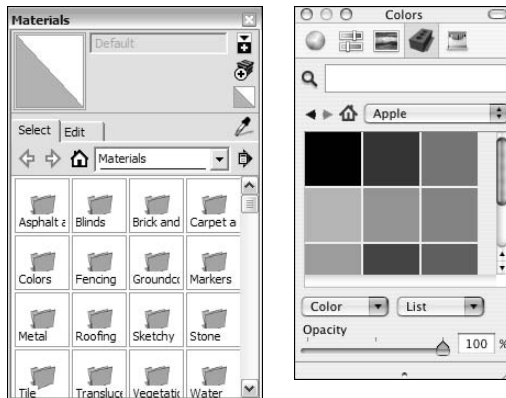 Materials
Default
Select Edit
Materials
Asphalt a Blinds Brick and Carpet a
Colors Fencing Groundco Markers
Metal Roofing Sketchy Stone
Tile Transluce Vegetatic Water
Colors
Apple
Color List
Opacity
100 %